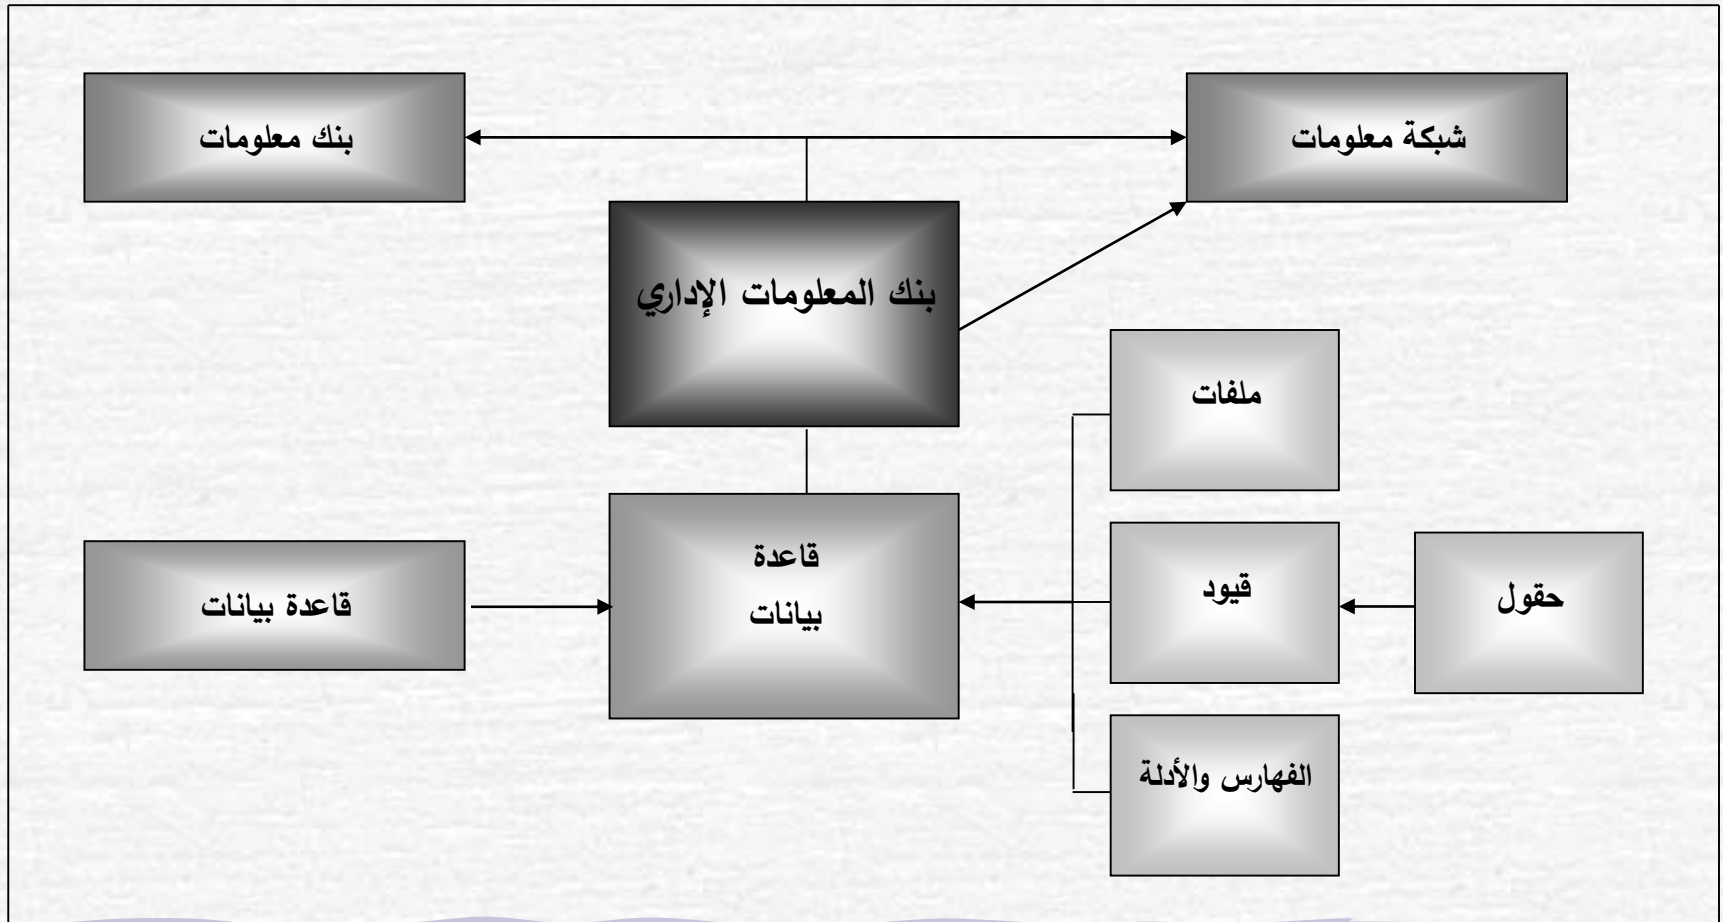 شبكة معلومات
بنك معلومات
بنك المعلومات الإداري
ملفات
قاعدة
بيانات
قيود
حقول
قاعدة بيانات
الفهارس والأدلة